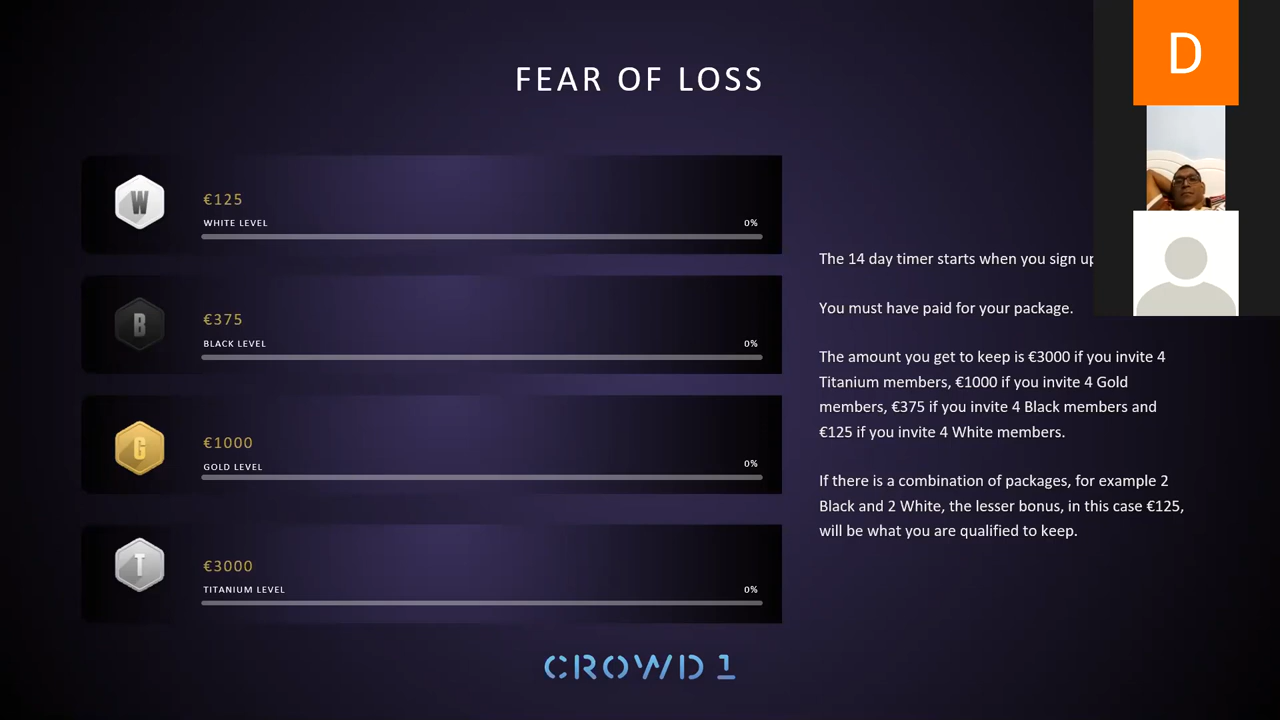 FEAR OF LOSS
D
W
€125
WHITE LEVEL
0%
B
€375
BLACK LEVEL
0%
G
€1000
GOLD LEVEL
0%
T
€3000
TITANIUM LEVEL
0%
The 14 day timer starts when you sign up
You must have paid for your package.
The amount you get to keep is €3000 if you invite 4
Titanium members, €1000 if you invite 4 Gold
members, €375 if you invite 4 Black members and
€125 if you invite 4 White members.
If there is a combination of packages, for example 2
Black and 2 White, the lesser bonus, in this case €125,
will be what you are qualified to keep.
CROWD 1